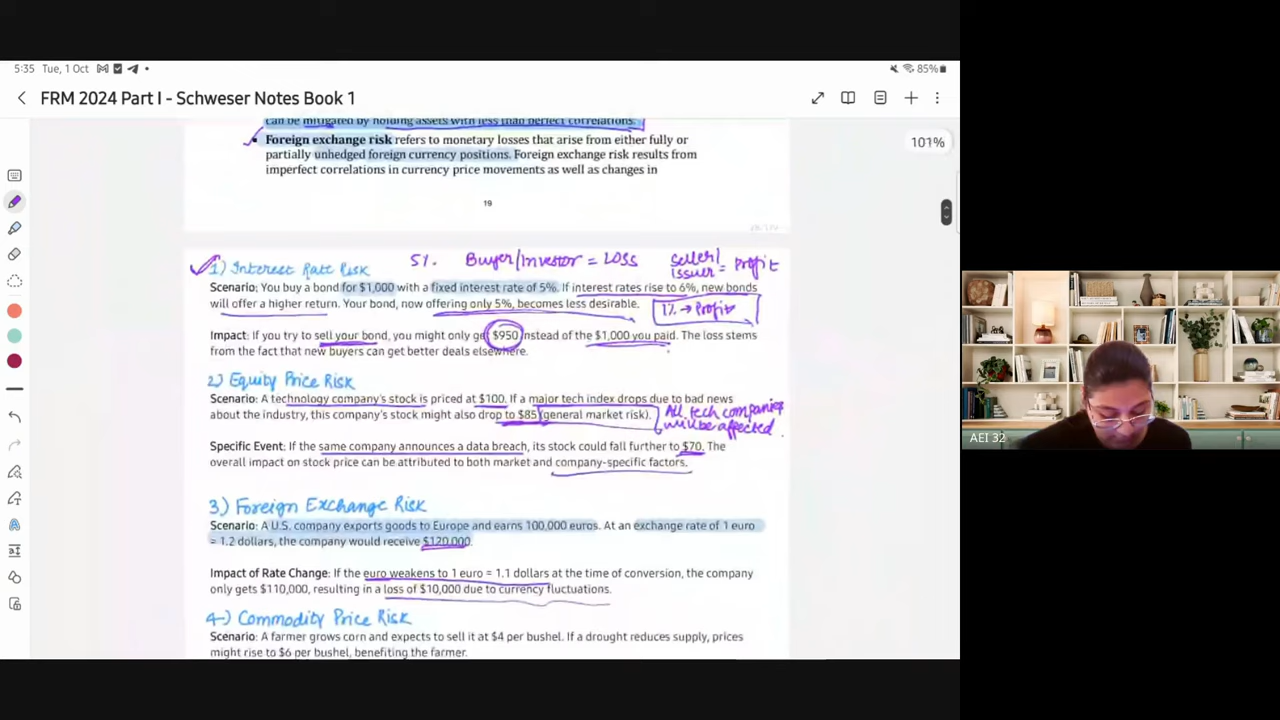 5:35 Tue, 1 Oct
85%
FRM 2024 Part I - Schweser Notes Book 1
101%
can be mitigated by holding assets with less than perfect correlations.
• Foreign exchange risk refers to monetary losses that arise from either fully or
partially unhedged foreign currency positions. Foreign exchange risk results from
imperfect correlations in currency price movements as well as changes in
19
1) Interest Rate Risk
5%. Buyer/Investor = Loss
Seller/
issuer = Profit
Scenario: You buy a bond for $1,000 with a fixed interest rate of 5%. If interest rates rise to 6%, new bonds
will offer a higher return. Your bond, now offering only 5%, becomes less desirable.
1% → Profit
Impact: If you try to sell your bond, you might only ge $950 instead of the $1,000 you paid. The loss stems
from the fact that new buyers can get better deals elsewhere.
2) Equity Price Risk
Scenario: A technology company's stock is priced at $100. If a major tech index drops due to bad news
about the industry, this company's stock might also drop to $85 (general market risk).
All tech companies
will be affected
Specific Event: If the same company announces a data breach, its stock could fall further to $70. The
overall impact on stock price can be attributed to both market and company-specific factors.
3) Foreign Exchange Risk
Scenario: A U.S. company exports goods to Europe and earns 100,000 euros. At an exchange rate of 1 euro
= 1.2 dollars, the company would receive $120,000.
Impact of Rate Change: If the euro weakens to 1 euro = 1.1 dollars at the time of conversion, the company
only gets $110,000, resulting in a loss of $10,000 due to currency fluctuations.
4) Commodity Price Risk
Scenario: A farmer grows corn and expects to sell it at $4 per bushel. If a drought reduces supply, prices
might rise to $6 per bushel, benefiting the farmer.
AEI 32